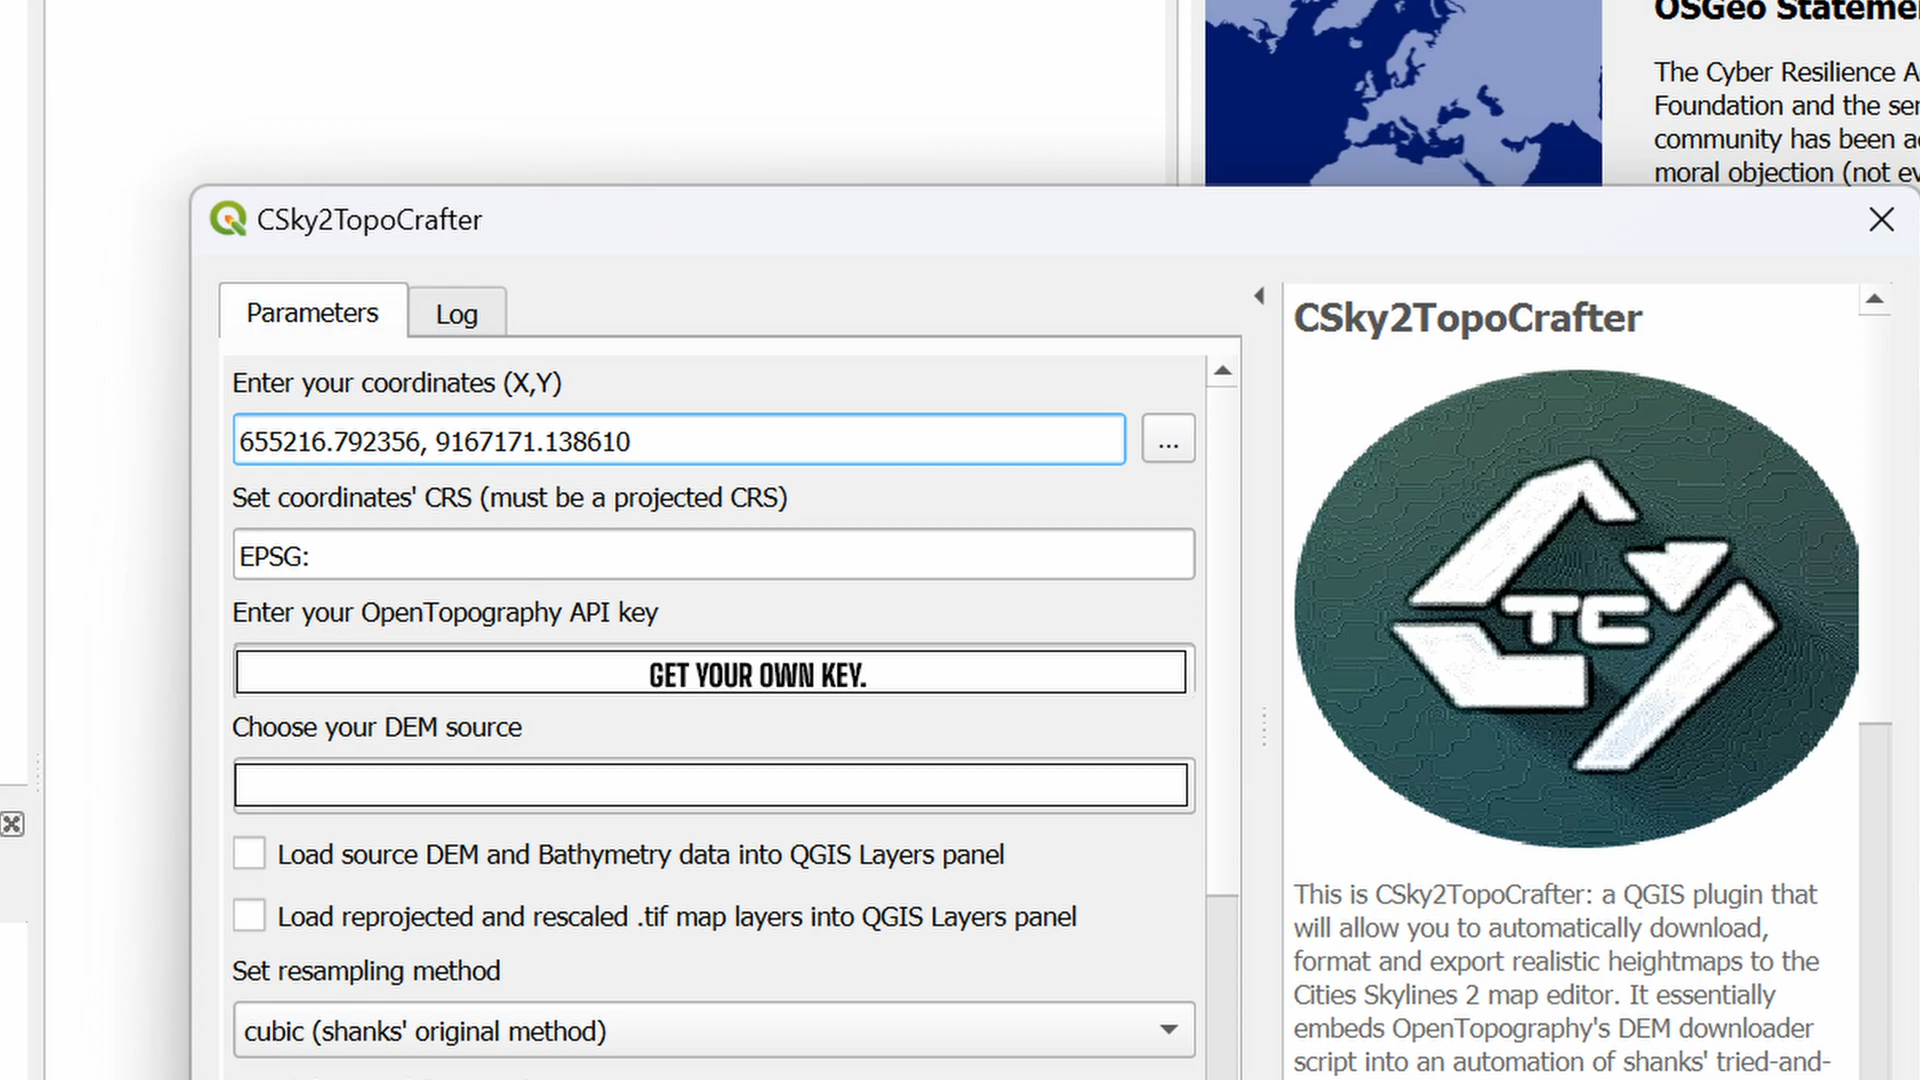 OSGeo
The Cyber Resilience
Foundation and the
community has been
moral objection (not
CSky2TopoCrafter
Parameters
Log
Enter your coordinates (X,Y)
655216.792356, 9167171.138610
...
Set coordinates' CRS (must be a projected CRS)
EPSG:
Enter your OpenTopography API key
GET YOUR OWN KEY.
Choose your DEM source
Load source DEM and Bathymetry data into QGIS Layers panel
Load reprojected and rescaled .tif map layers into QGIS Layers panel
Set resampling method
cubic (shanks' original method)
CSky2TopoCrafter
TC
This is CSky2TopoCrafter: a QGIS plugin that
will allow you to automatically download,
format and export realistic heightmaps to the
Cities Skylines 2 map editor. It essentially
embeds OpenTopography's DEM downloader
script into an automation of shanks' tried-and-